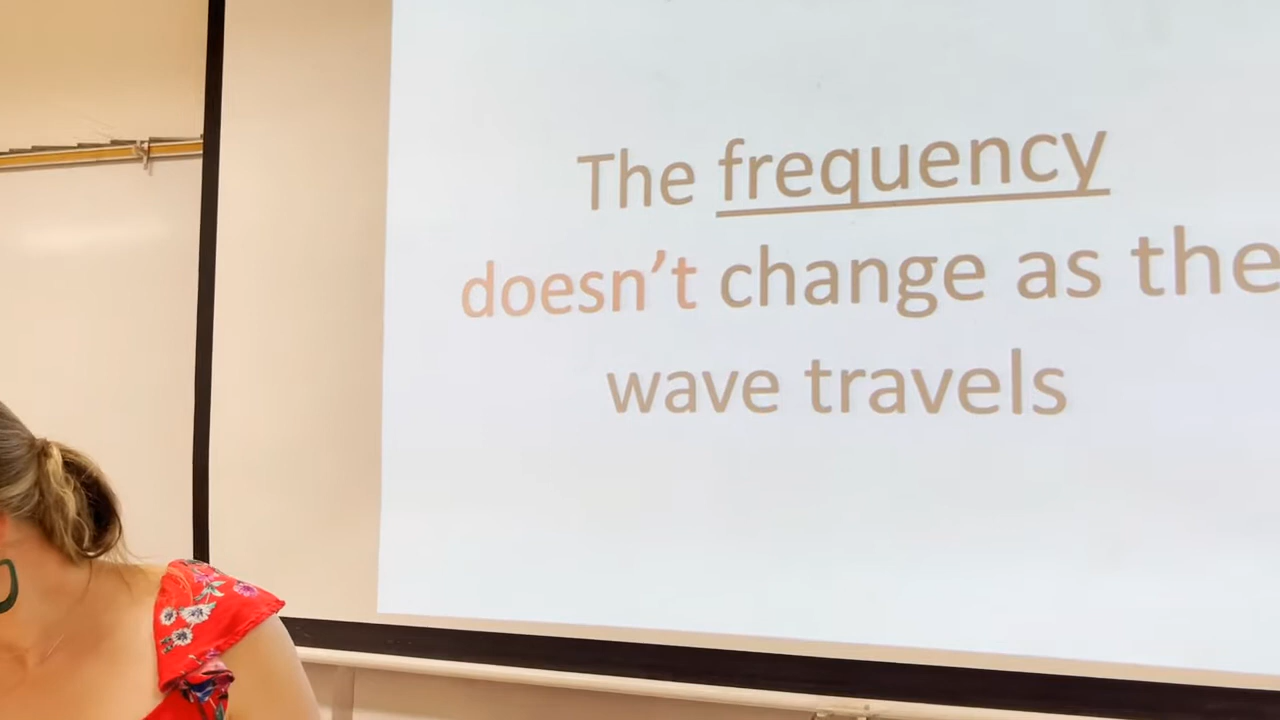 The frequency
doesn’t change as the
wave travels